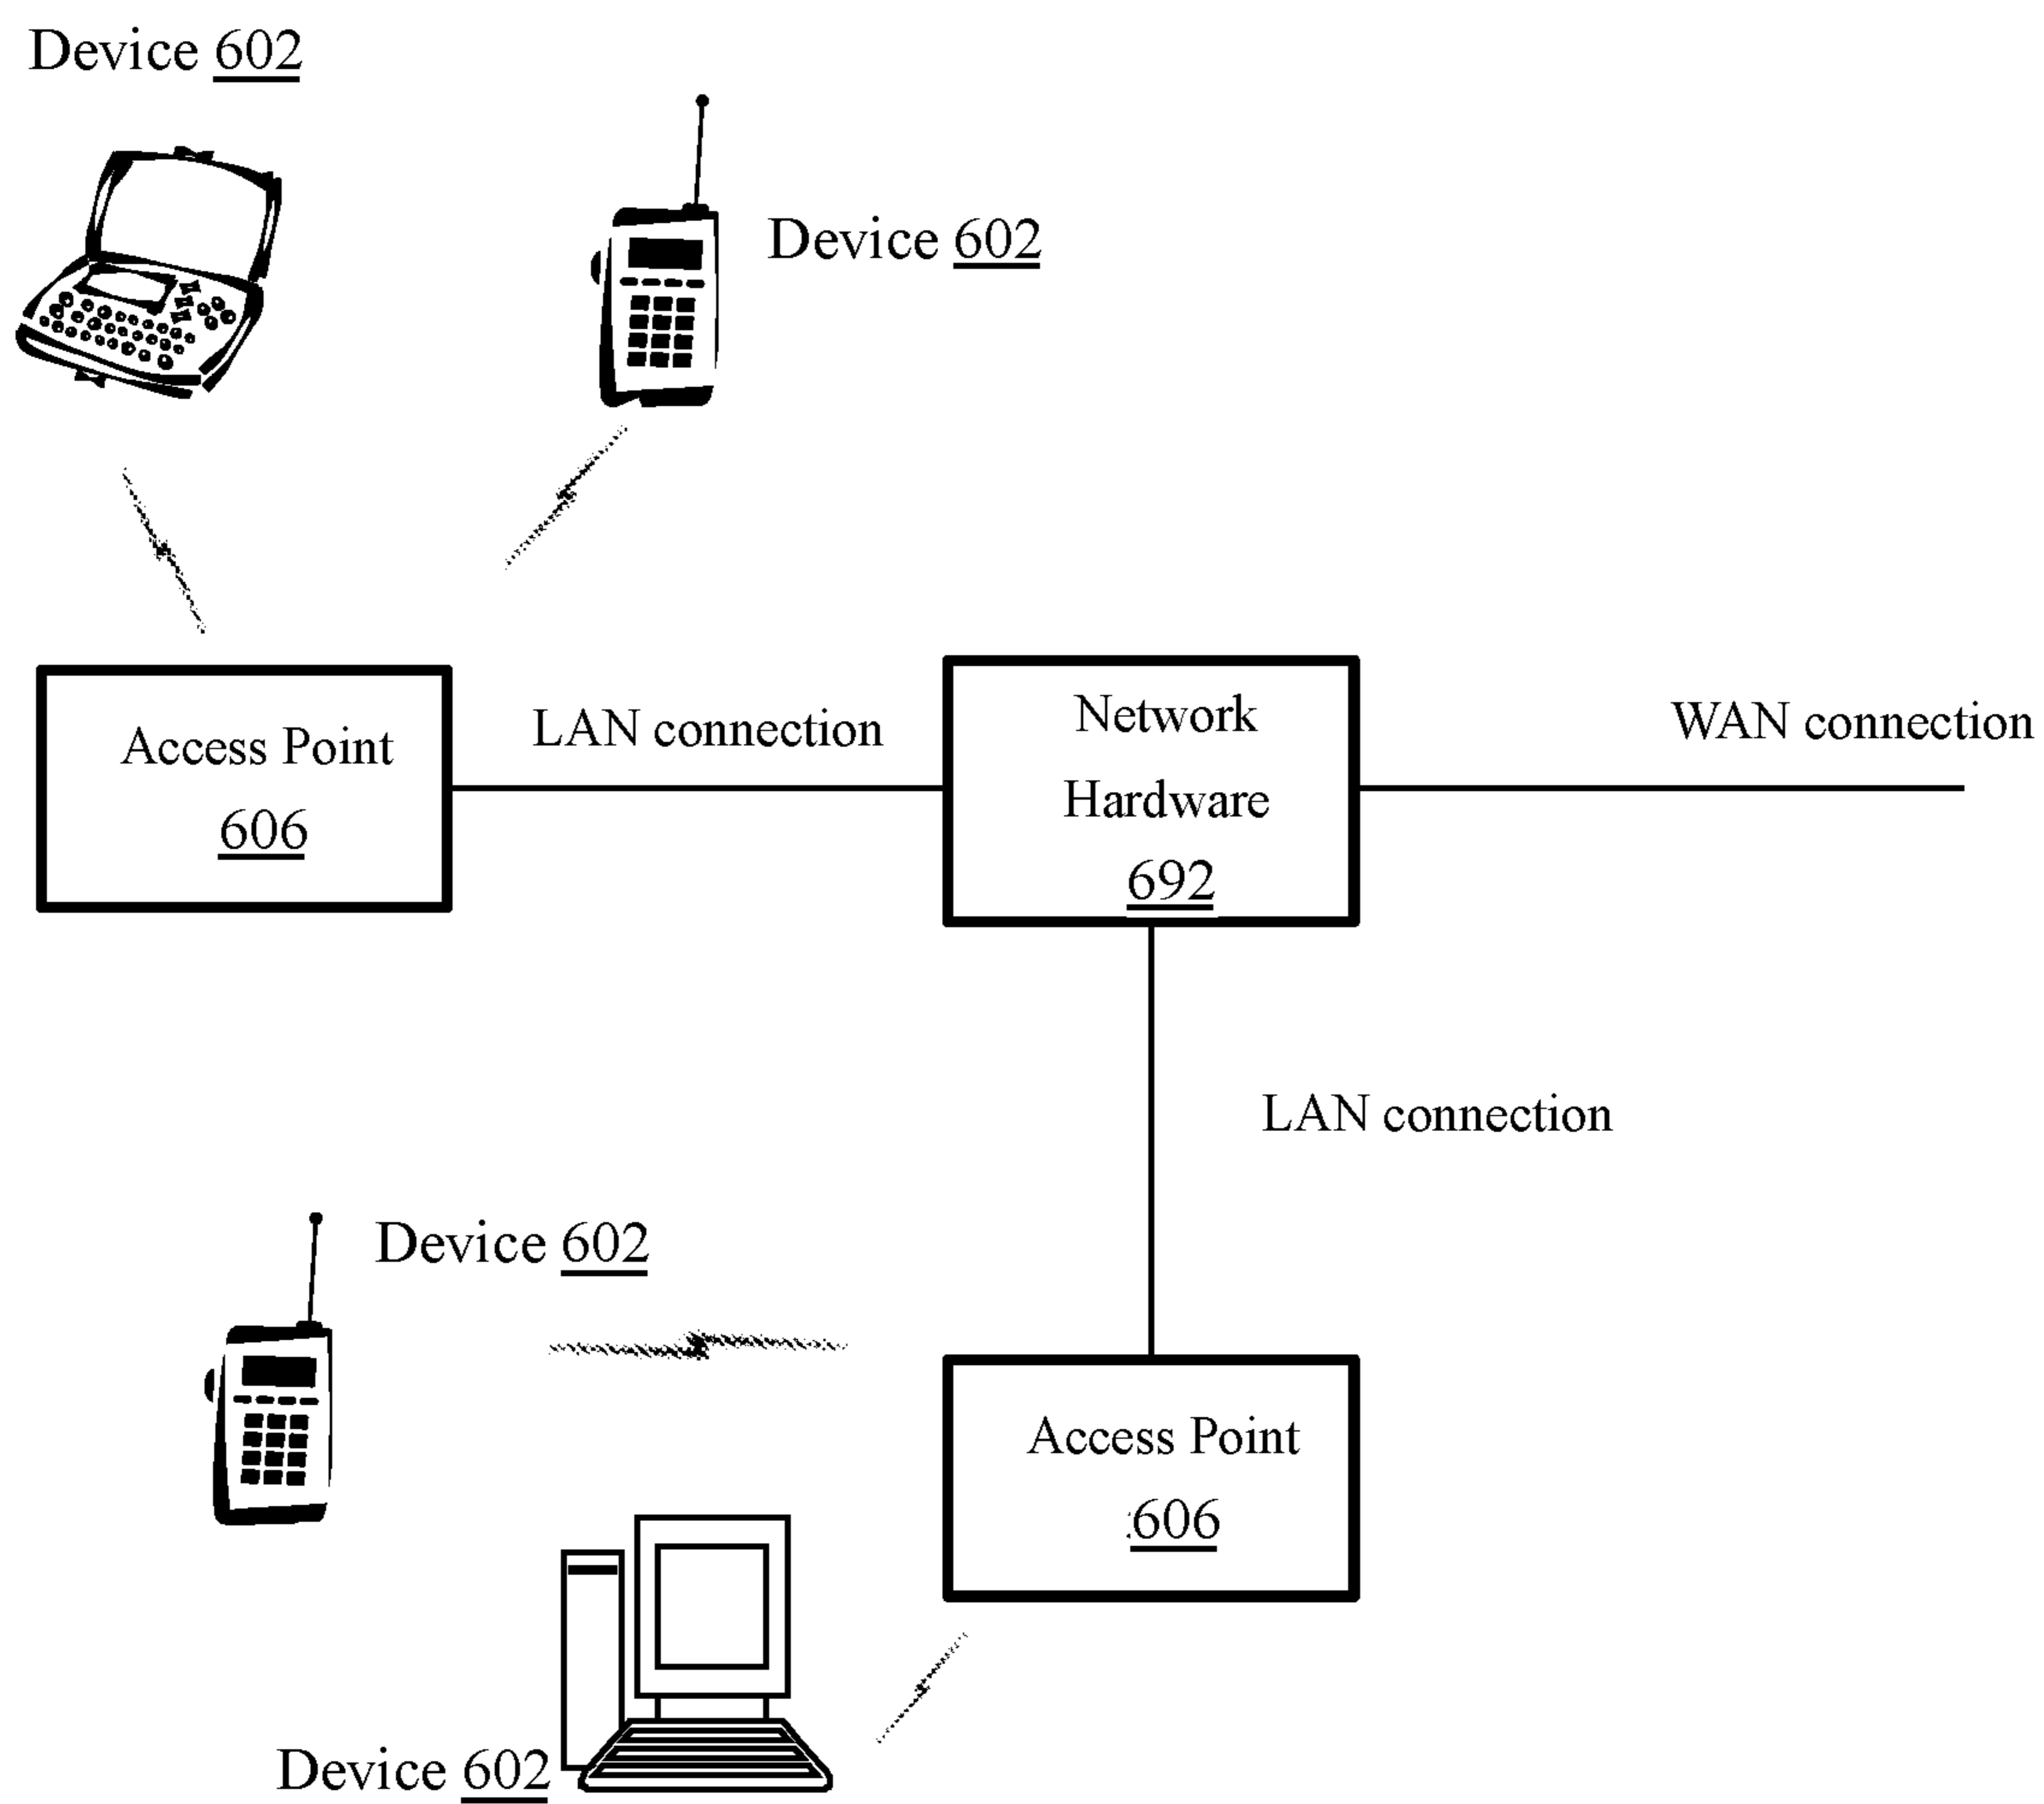 Device 602
Device 602
Access Point
606
LAN connection
Network
Hardware
692
WAN connection
LAN connection
Device 602
Access Point
606
Device 602